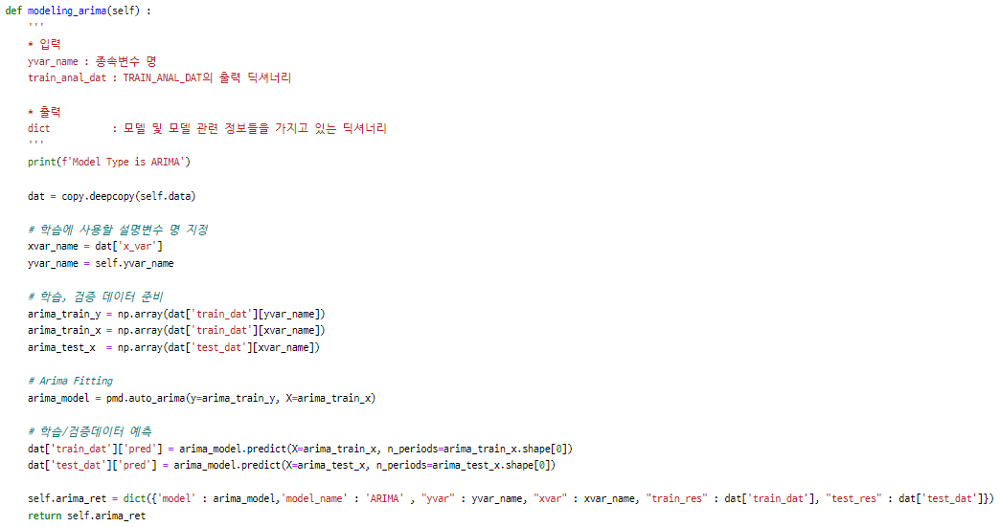 def modeling_arima(self) :
    '''
    * 입력
    yvar_name : 종속변수 명
    train_anal_dat : TRAIN_ANAL_DAT의 출력 딕셔너리

    * 출력
    dict          : 모델 및 모델 관련 정보들을 가지고 있는 딕셔너리
    '''
    print(f'Model Type is ARIMA')

    dat = copy.deepcopy(self.data)

    # 학습에 사용할 설명변수 명 지정
    xvar_name = dat['x_var']
    yvar_name = self.yvar_name

    # 학습, 검증 데이터 준비
    arima_train_y = np.array(dat['train_dat'][yvar_name])
    arima_train_x = np.array(dat['train_dat'][xvar_name])
    arima_test_x  = np.array(dat['test_dat'][xvar_name])

    # Arima Fitting
    arima_model = pmd.auto_arima(y=arima_train_y, X=arima_train_x)

    # 학습/검증데이터 예측
    dat['train_dat']['pred'] = arima_model.predict(X=arima_train_x, n_periods=arima_train_x.shape[0])
    dat['test_dat']['pred'] = arima_model.predict(X=arima_test_x, n_periods=arima_test_x.shape[0])

    self.arima_ret = dict({'model' : arima_model,'model_name' : 'ARIMA' , "yvar" : yvar_name, "xvar" : xvar_name, "train_res" : dat['train_dat'], "test_res" : dat['test_dat']})
    return self.arima_ret